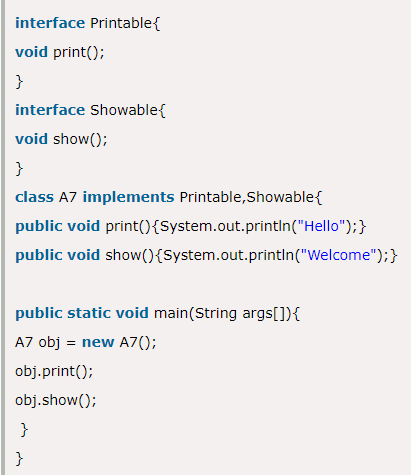 interface Printable{
void print();
}
interface Showable{
void show();
}
class A7 implements Printable,Showable{
public void print(){System.out.println("Hello");}
public void show(){System.out.println("Welcome");}
public static void main(String args[]){
A7 obj = new A7();
obj.print();
obj.show();
}
}